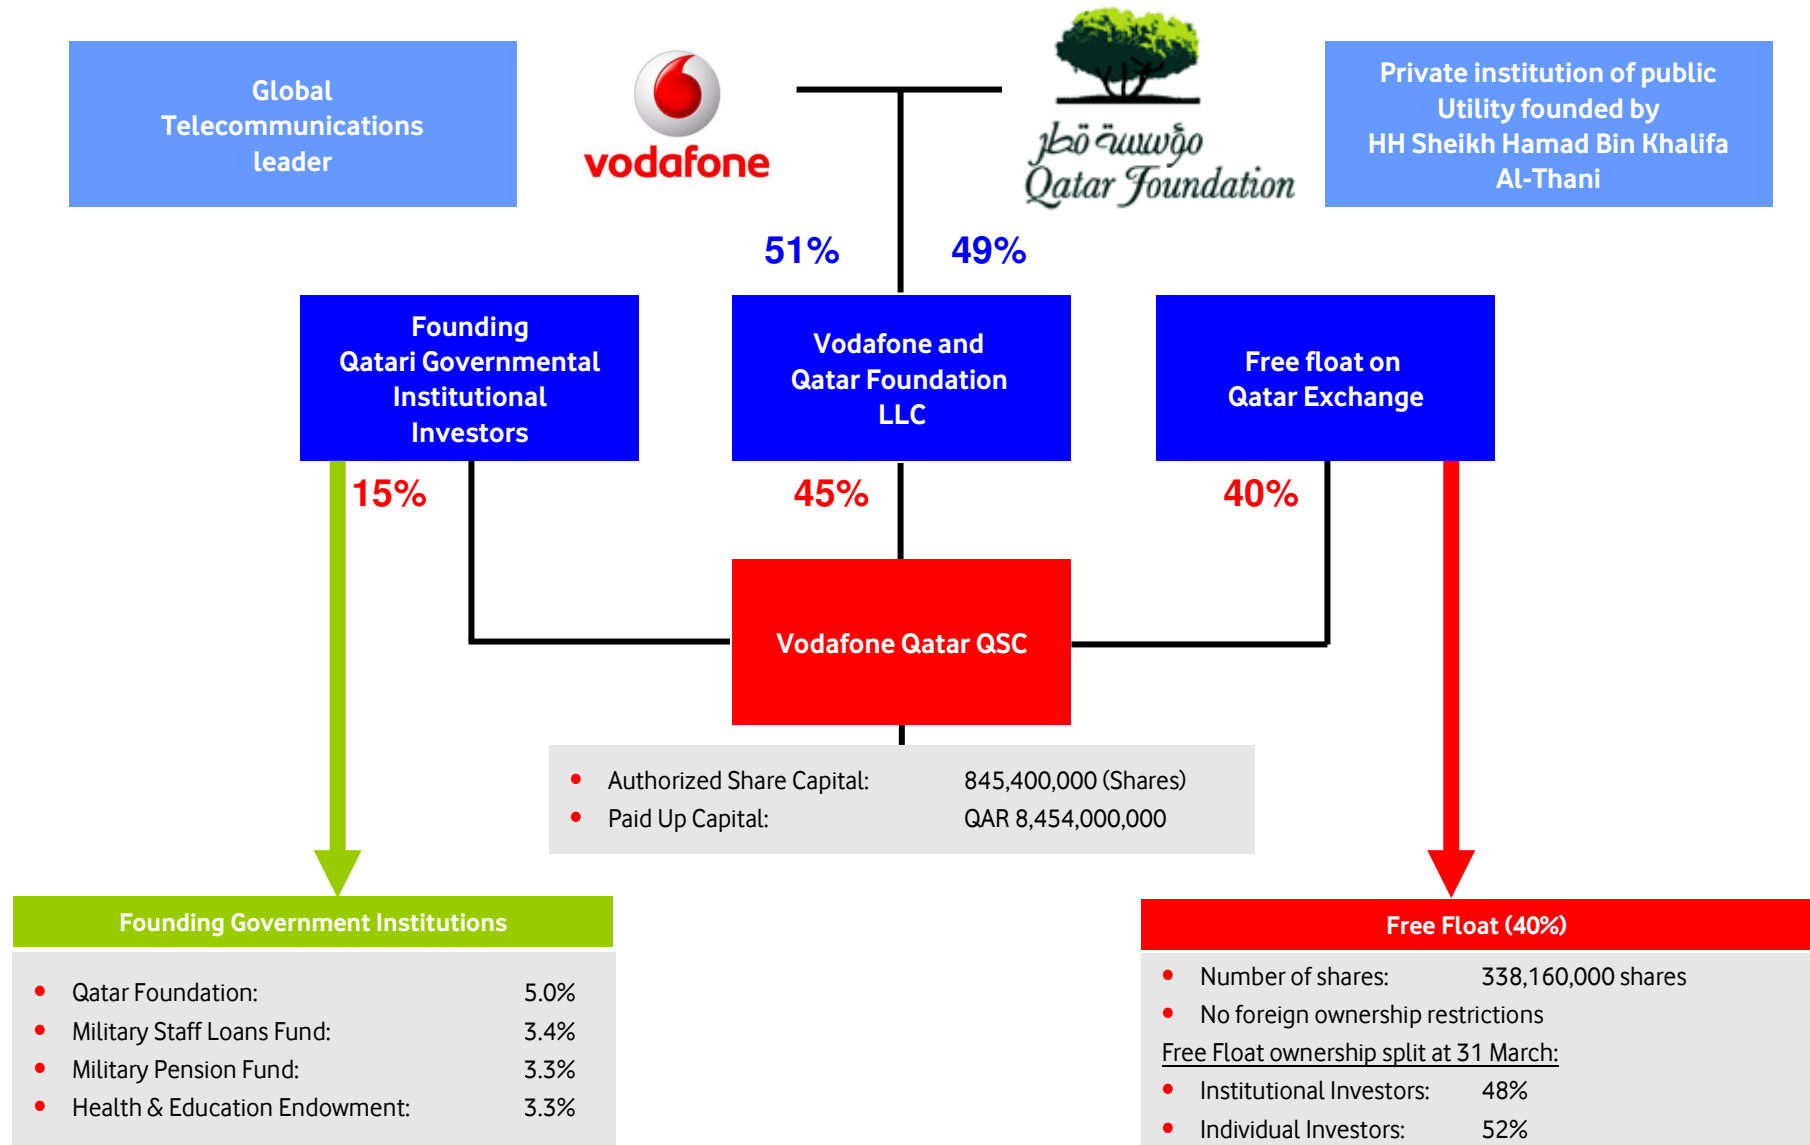 Global
Telecommunications
leader
vodafone
مؤسسة قطر
Qatar Foundation
Private institution of public
Utility founded by
HH Sheikh Hamad Bin Khalifa
Al-Thani
51%
49%
Founding
Qatari Governmental
Institutional
Investors
Vodafone and
Qatar Foundation
LLC
Free float on
Qatar Exchange
15%
45%
40%
Vodafone Qatar QSC
• Authorized Share Capital: 845,400,000 (Shares)
• Paid Up Capital: QAR 8,454,000,000
Founding Government Institutions
• Qatar Foundation: 5.0%
• Military Staff Loans Fund: 3.4%
• Military Pension Fund: 3.3%
• Health & Education Endowment: 3.3%
Free Float (40%)
• Number of shares: 338,160,000 shares
• No foreign ownership restrictions
Free Float ownership split at 31 March:
• Institutional Investors: 48%
• Individual Investors: 52%